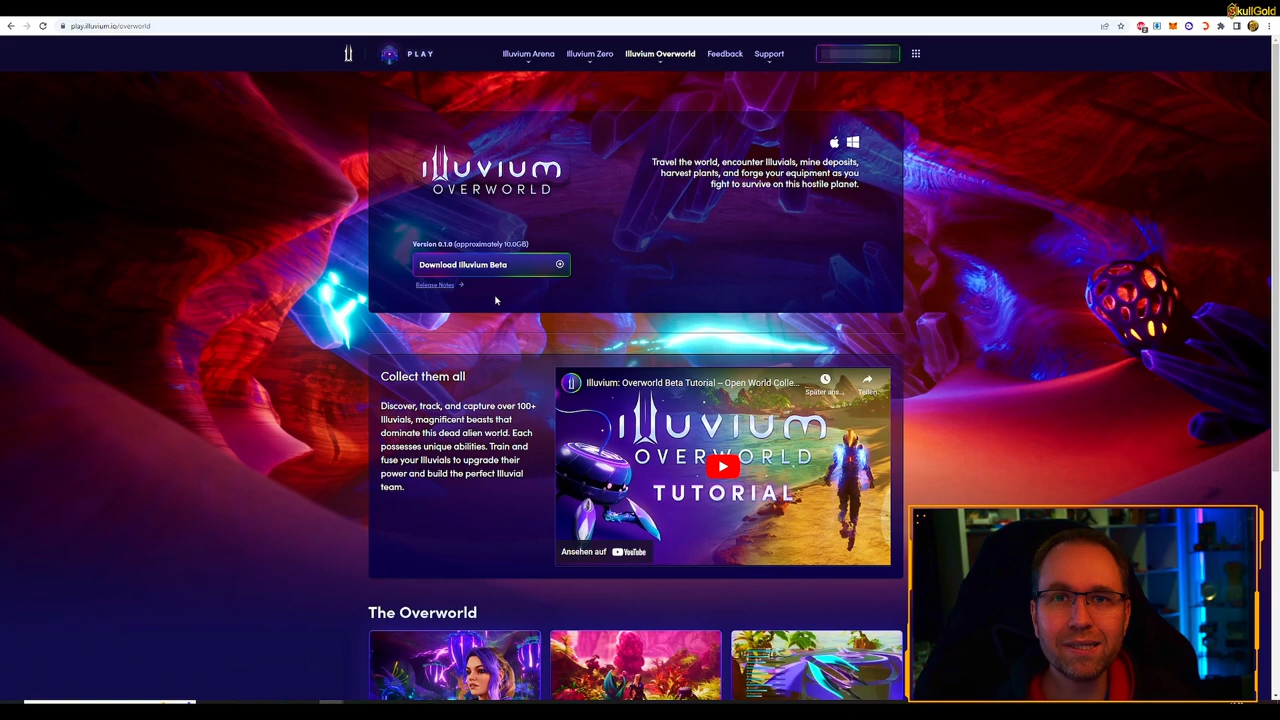 SkullGold
play.illuvium.io/overworld
PLAY
Illuvium Arena
Illuvium Zero
Illuvium Overworld
Feedback
Support
illuvium
OVERWORLD
Travel the world, encounter Illuvials, mine deposits,
harvest plants, and forge your equipment as you
fight to survive on this hostile planet.
Version 0.1.0 (approximately 10.0GB)
Download Illuvium Beta
Release Notes
Collect them all
Discover, track, and capture over 100+
Illuvials, magnificent beasts that
dominate this dead alien world. Each
possesses unique abilities. Train and
fuse your Illuvials to upgrade their
power and build the perfect Illuvial
team.
Illuvium: Overworld Beta Tutorial – Open World Colle...
Später ans...
Teilen
illuvium
OVERWORLD
TUTORIAL
Ansehen auf YouTube
The Overworld